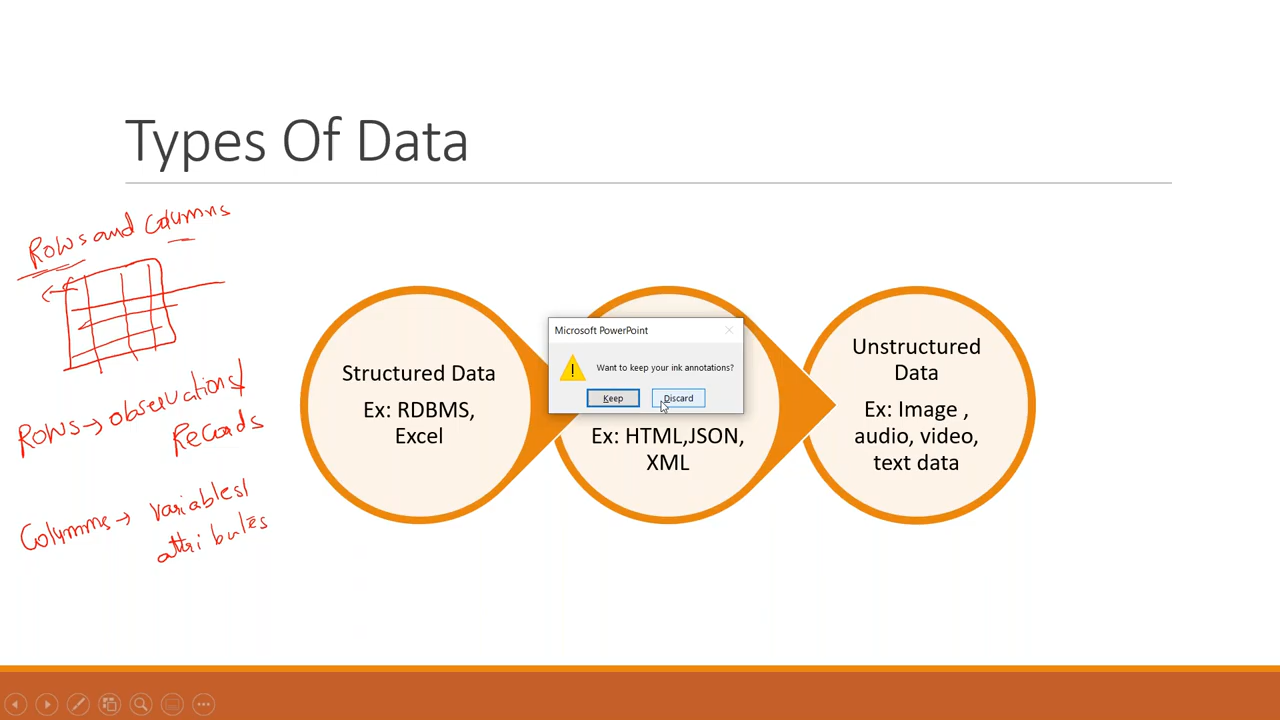 Types Of Data
Rows and Columns
Rows → observations/
Records
Columns → variables/
attributes
Structured Data
Ex: RDBMS,
Excel
Microsoft PowerPoint
Want to keep your ink annotations?
Keep
Discard
Ex: HTML,JSON,
XML
Unstructured
Data
Ex: Image ,
audio, video,
text data